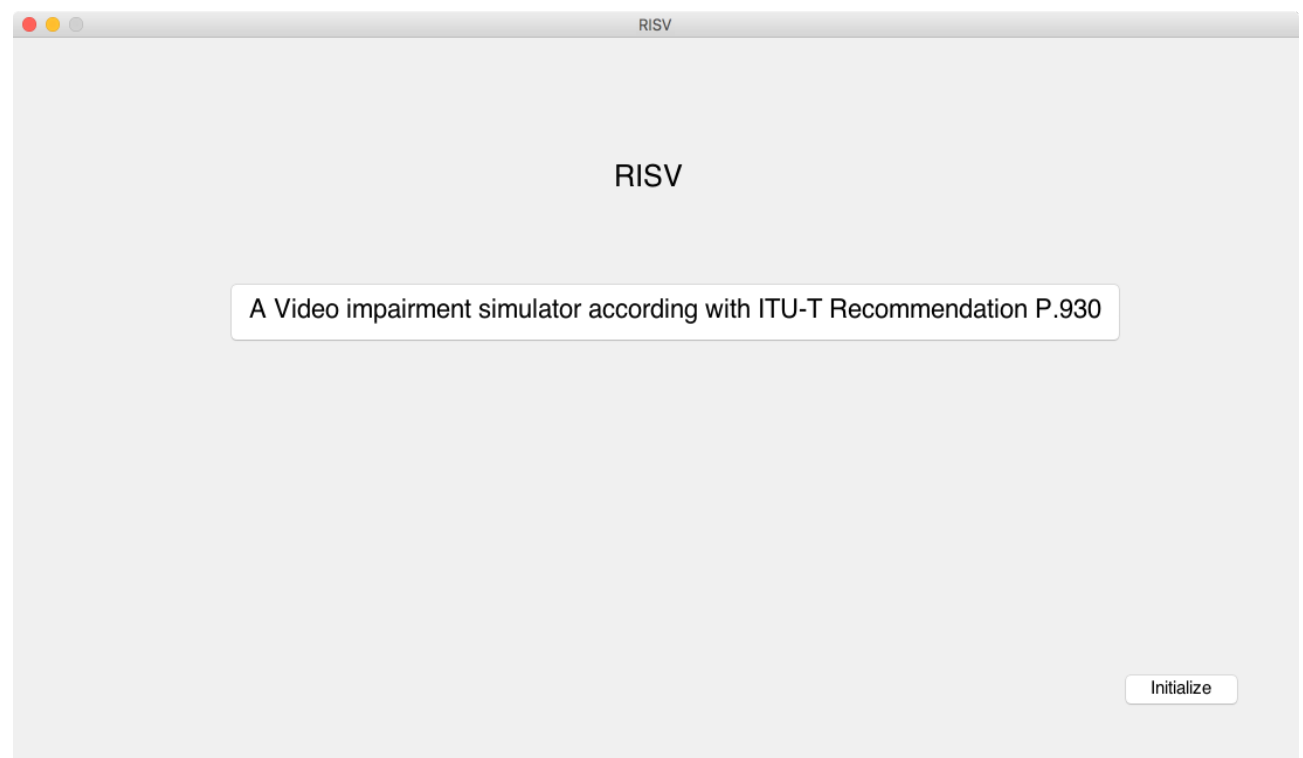 RISV
RISV
A Video impairment simulator according with ITU-T Recommendation P.930
Initialize